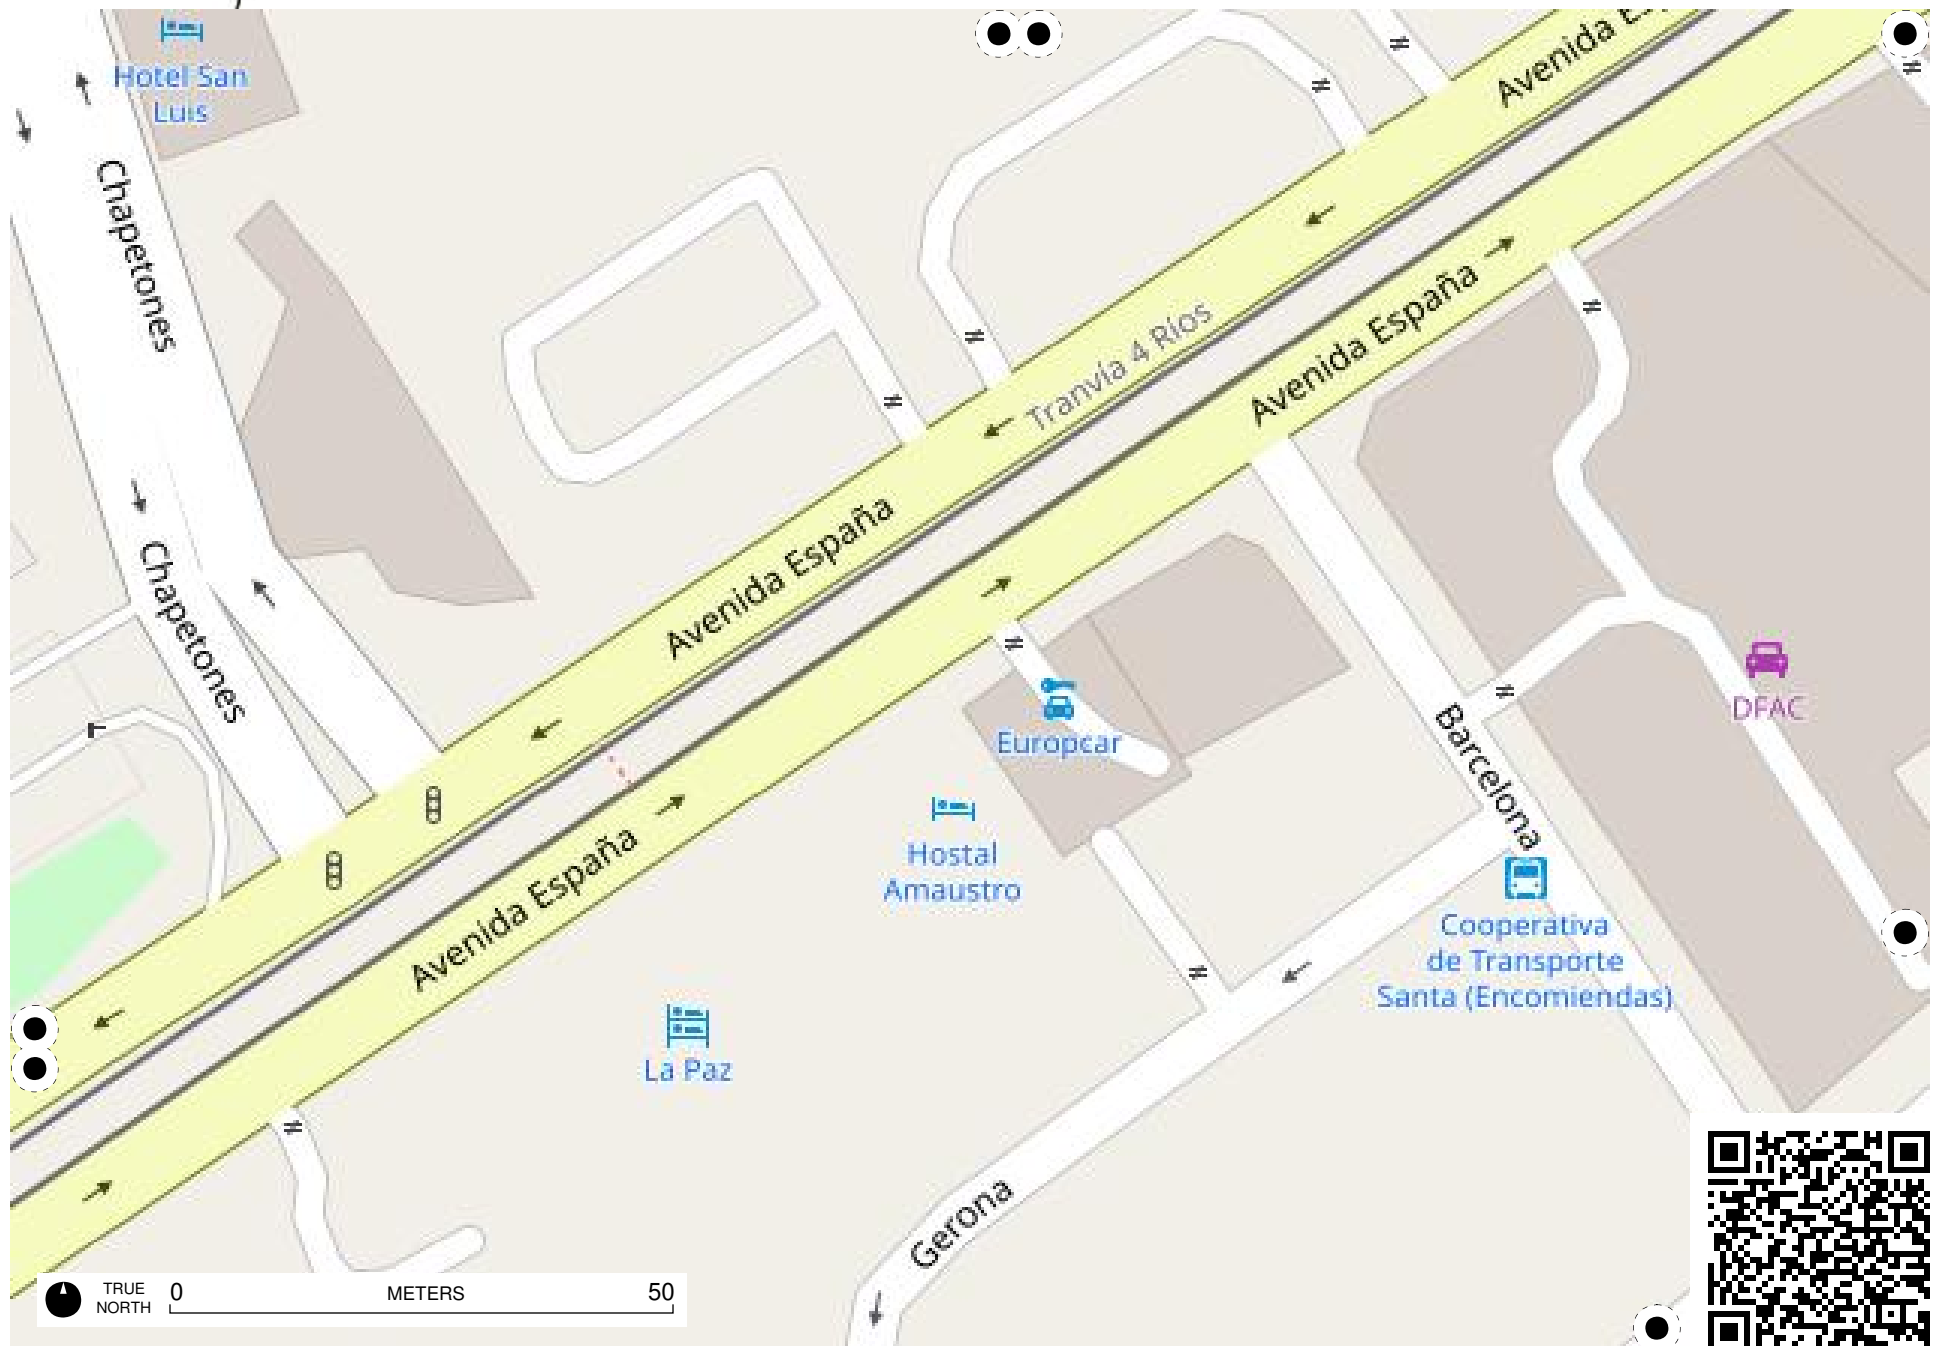 Hotel San
Luis
Avenida Es
Chapetones
Tranvía 4 Ríos
Avenida España
Avenida España
Chapetones
DFAC
Barcelona
Europcar
Hostal
Amaustro
Avenida España
Cooperativa
de Transporte
Santa (Encomiendas)
La Paz
Gerona
TRUE
NORTH
0 METERS 50